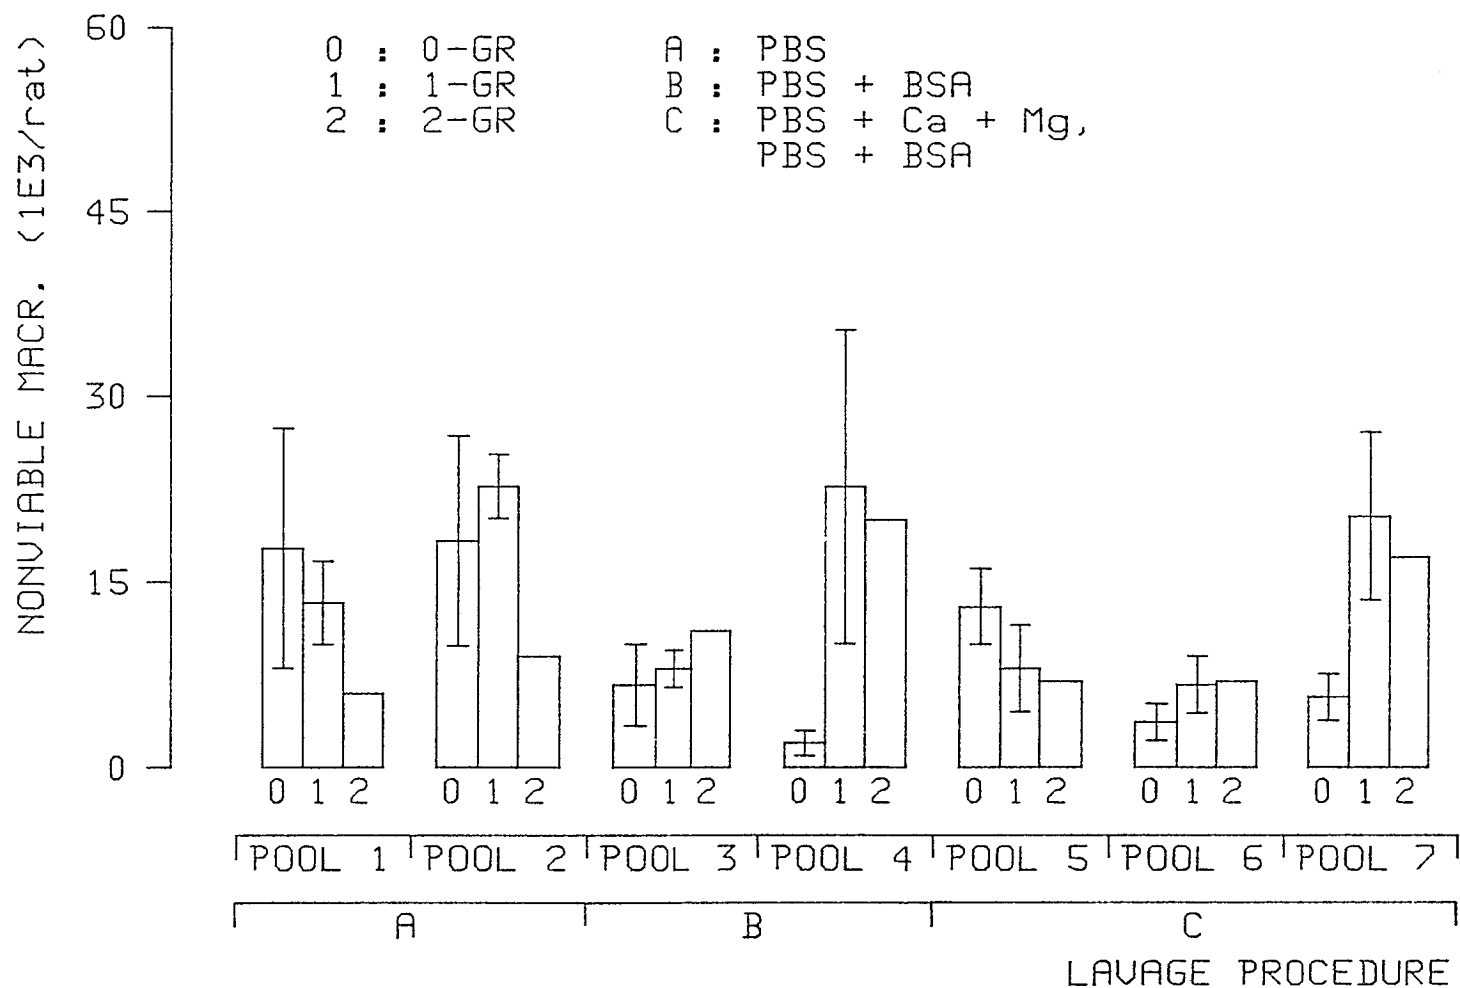 NONVIABLE MACR. (1E3/rat)
60
45
30
15
0
0 : 0-GR
1 : 1-GR
2 : 2-GR
A : PBS
B : PBS + BSA
C : PBS + Ca + Mg,
PBS + BSA
0 1 2 0 1 2 0 1 2 0 1 2 0 1 2 0 1 2 0 1 2
POOL 1 POOL 2 POOL 3 POOL 4 POOL 5 POOL 6 POOL 7
A B C
LAVAGE PROCEDURE